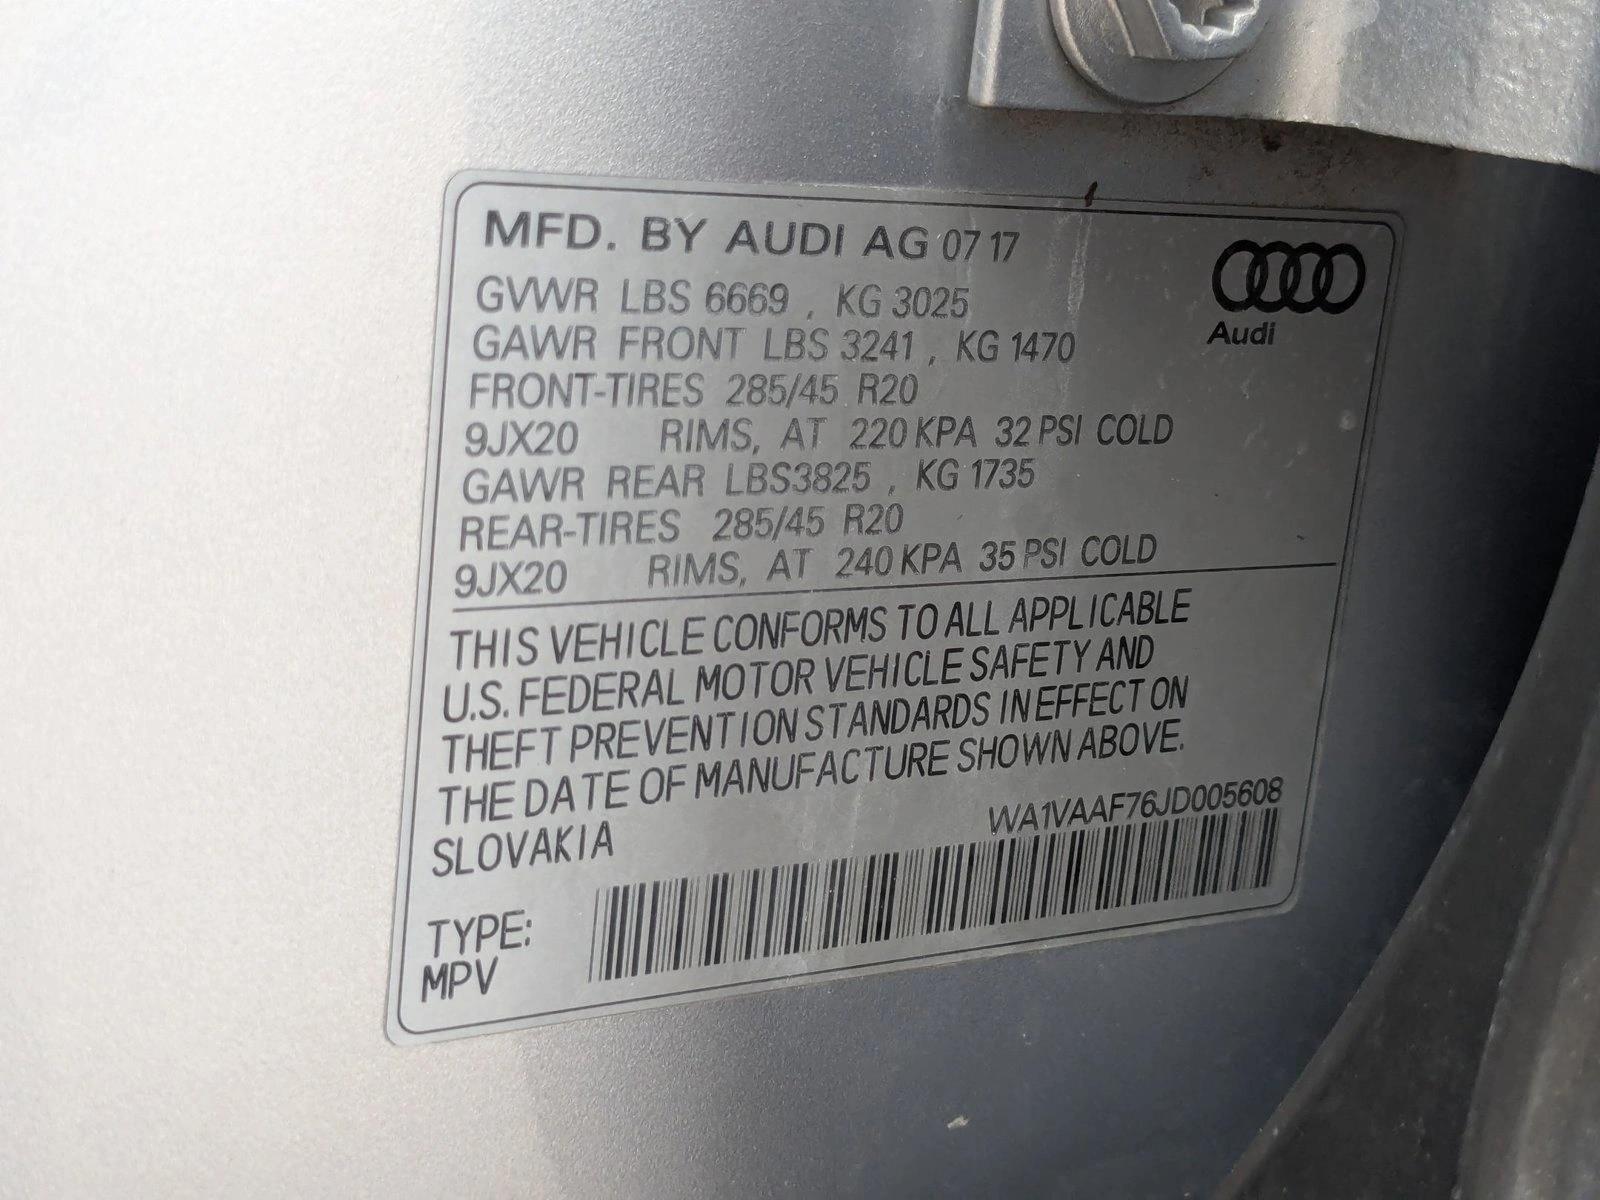 MFD. BY AUDI AG 07 17
GVWR LBS 6669 , KG 3025
GAWR FRONT LBS 3241 , KG 1470
FRONT-TIRES 285/45 R20
9JX20 RIMS, AT 220 KPA 32 PSI COLD
GAWR REAR LBS3825 , KG 1735
REAR-TIRES 285/45 R20
9JX20 RIMS, AT 240 KPA 35 PSI COLD
Audi
THIS VEHICLE CONFORMS TO ALL APPLICABLE
U.S. FEDERAL MOTOR VEHICLE SAFETY AND
THEFT PREVENTION STANDARDS IN EFFECT ON
THE DATE OF MANUFACTURE SHOWN ABOVE.
SLOVAKIA
WA1VAAF76JD005608
TYPE:
MPV